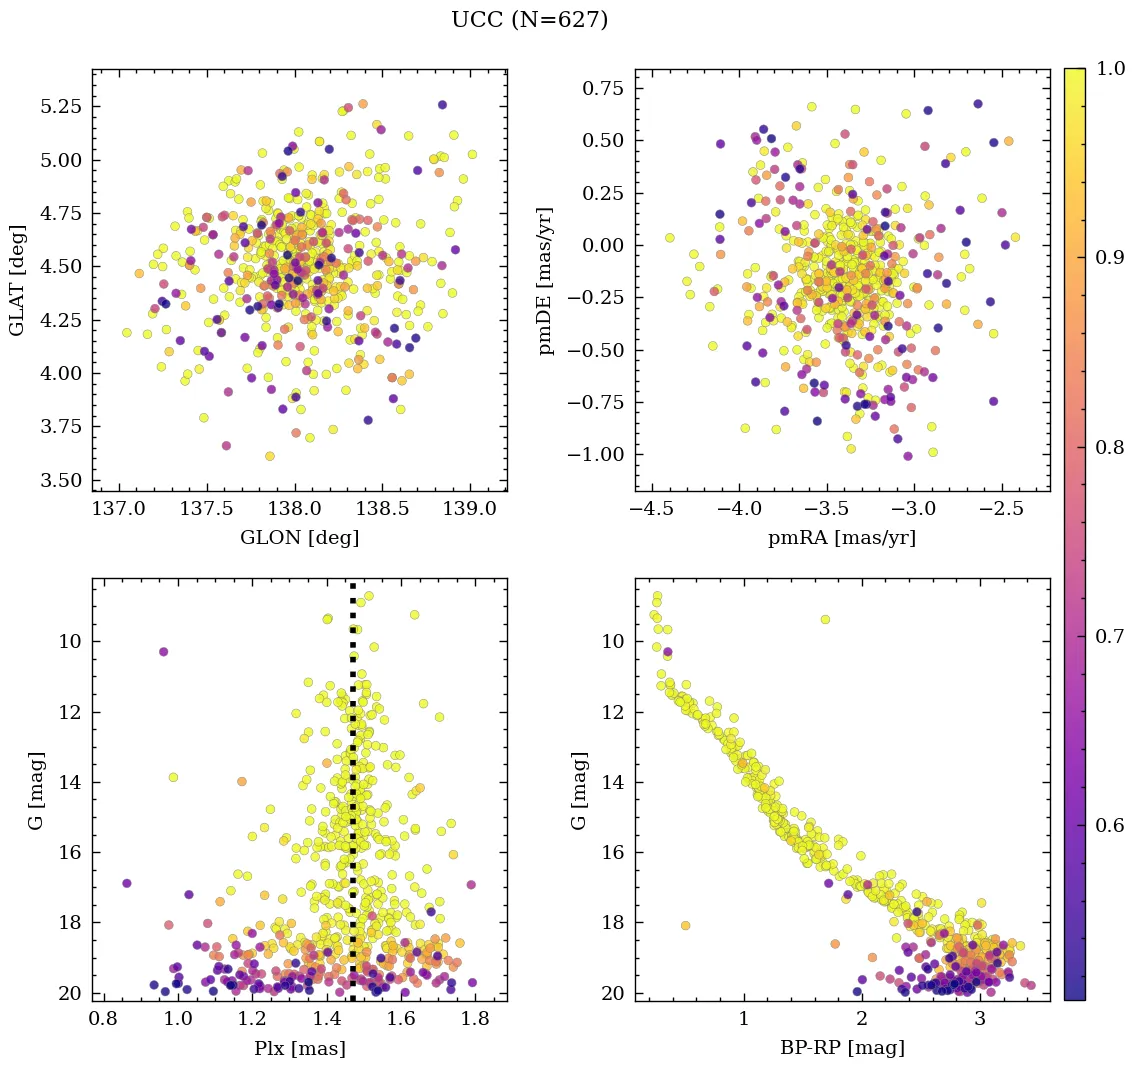 UCC (N=627)
5.25
5.00
4.75
4.50
4.25
4.00
3.75
3.50
GLAT [deg]
137.0 137.5 138.0 138.5 139.0
GLON [deg]
0.75
0.50
0.25
0.00
−0.25
−0.50
−0.75
−1.00
pmDE [mas/yr]
−4.5 −4.0 −3.5 −3.0 −2.5
pmRA [mas/yr]
1.0
0.9
0.8
0.7
0.6
10
12
14
16
18
20
G [mag]
0.8 1.0 1.2 1.4 1.6 1.8
Plx [mas]
10
12
14
16
18
20
G [mag]
1 2 3
BP-RP [mag]